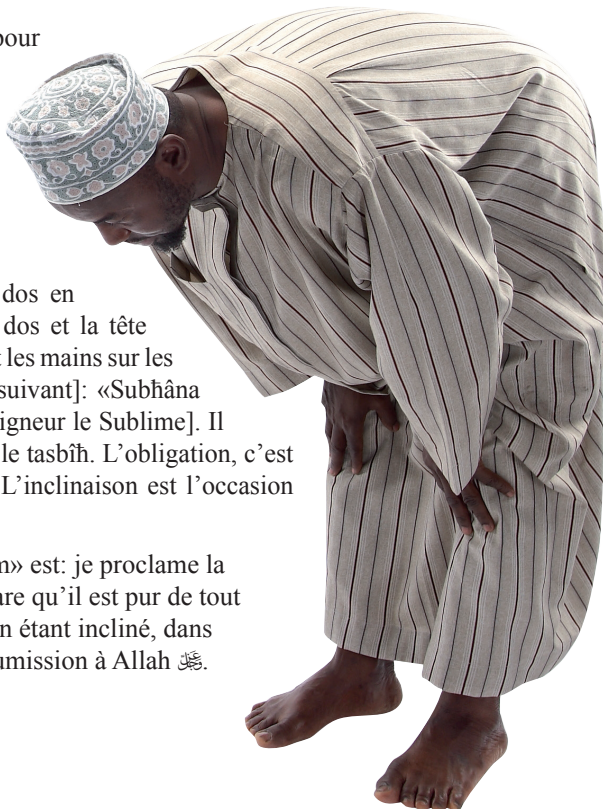 pour
dos en
dos et la tête
t les mains sur les
suivant]: «Subħâna
igneur le Sublime]. Il
le tasbîħ. L’obligation, c’est
L’inclinaison est l’occasion
m» est: je proclame la
are qu’il est pur de tout
n étant incliné, dans
umission à Allah ﷻ.